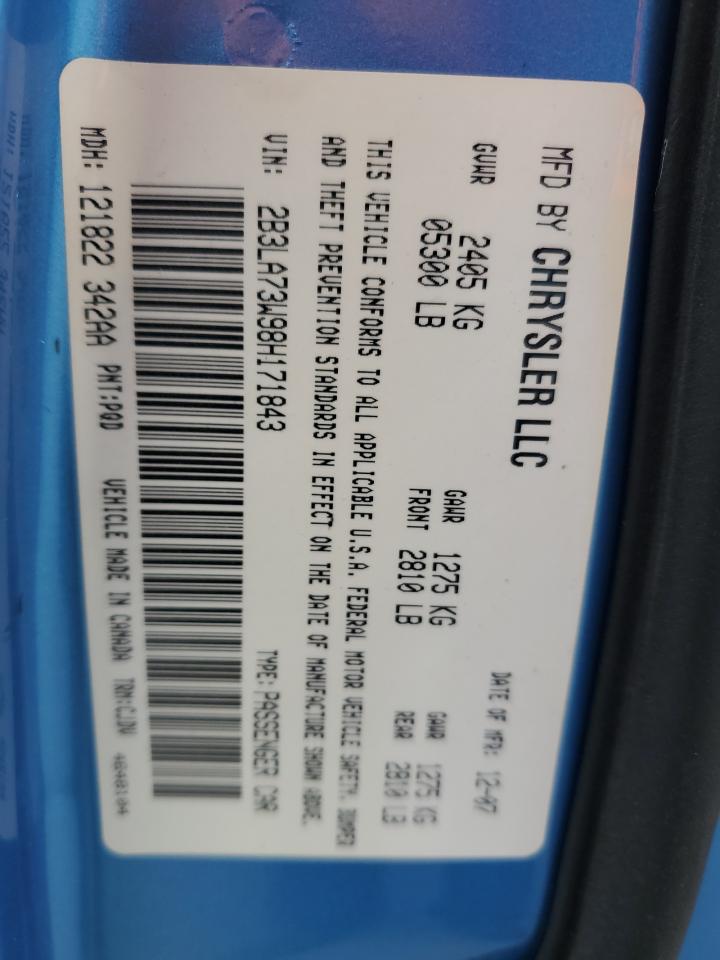 MFD BY CHRYSLER LLC
DATE OF MFR: 12-07
GVWR 2405 KG
05300 LB
GAWR 1275 KG
FRONT 2810 LB
GAWR 1275 KG
REAR 2810 LB
THIS VEHICLE CONFORMS TO ALL APPLICABLE U.S.A. FEDERAL MOTOR VEHICLE SAFETY, BUMPER
AND THEFT PREVENTION STANDARDS IN EFFECT ON THE DATE OF MANUFACTURE SHOWN ABOVE.
VIN: 2B3LA73W98H171843
TYPE: PASSENGER CAR
MDH: 121822 342AA
PNT:PQD
VEHICLE MADE IN CANADA
TRM:CJDV